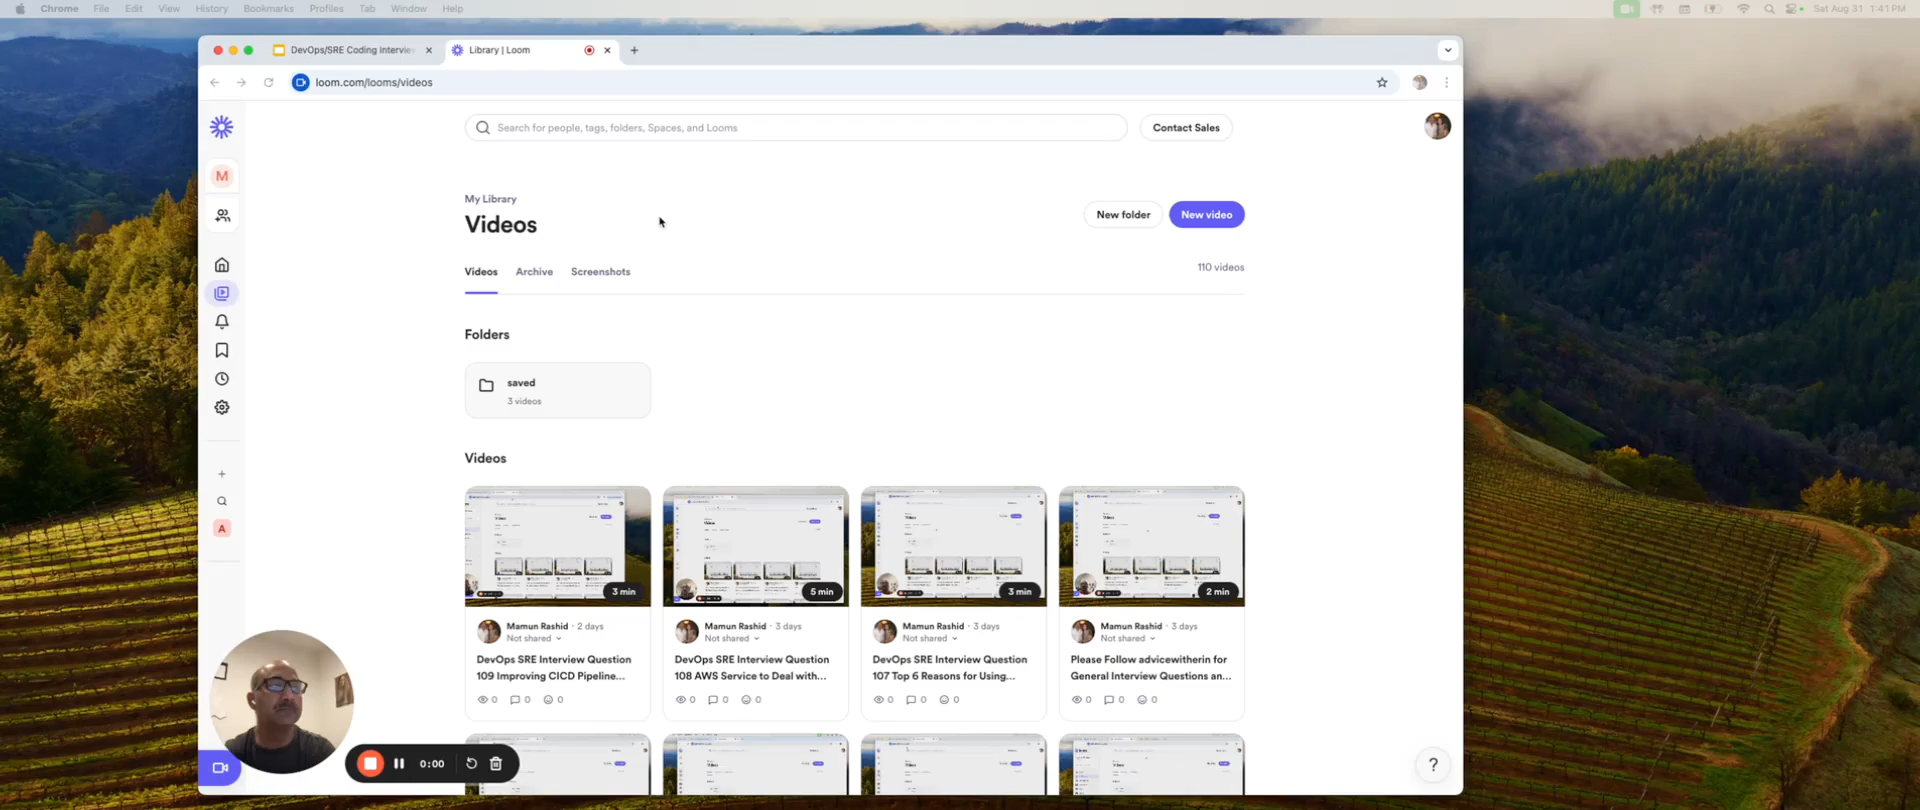 Chrome File Edit View History Bookmarks Profiles Tab Window Help
Sat Aug 31 1:41 PM
DevOps/SRE Coding Interview
Library | Loom
loom.com/looms/videos
Search for people, tags, folders, Spaces, and Looms
Contact Sales
M
My Library
Videos
New folder
New video
Videos Archive Screenshots
110 videos
Folders
saved
3 videos
Videos
3 min
5 min
3 min
2 min
Mamun Rashid · 2 days
Not shared
DevOps SRE Interview Question
109 Improving CICD Pipeline...
0 0 0
Mamun Rashid · 3 days
Not shared
DevOps SRE Interview Question
108 AWS Service to Deal with...
0 0 0
Mamun Rashid · 3 days
Not shared
DevOps SRE Interview Question
107 Top 6 Reasons for Using...
0 0 0
Mamun Rashid · 3 days
Not shared
Please Follow advicewitherin for
General Interview Questions an...
0 0 0
A
0:00
?